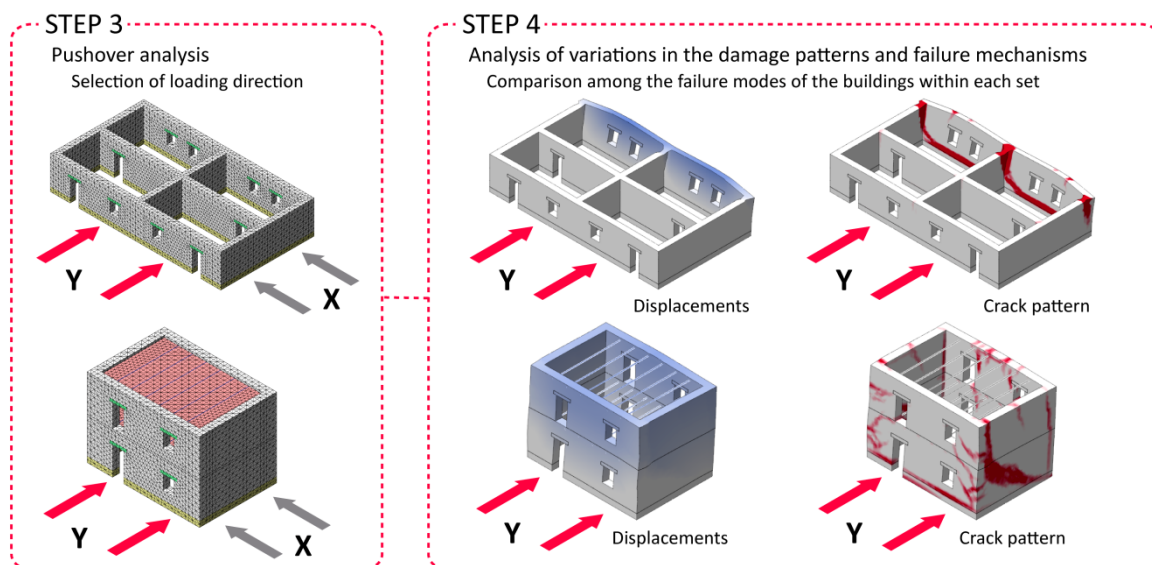 STEP 3
Pushover analysis
Selection of loading direction
Y
X
Y
X
STEP 4
Analysis of variations in the damage patterns and failure mechanisms
Comparison among the failure modes of the buildings within each set
Y
Displacements
Y
Crack pattern
Y
Displacements
Y
Crack pattern